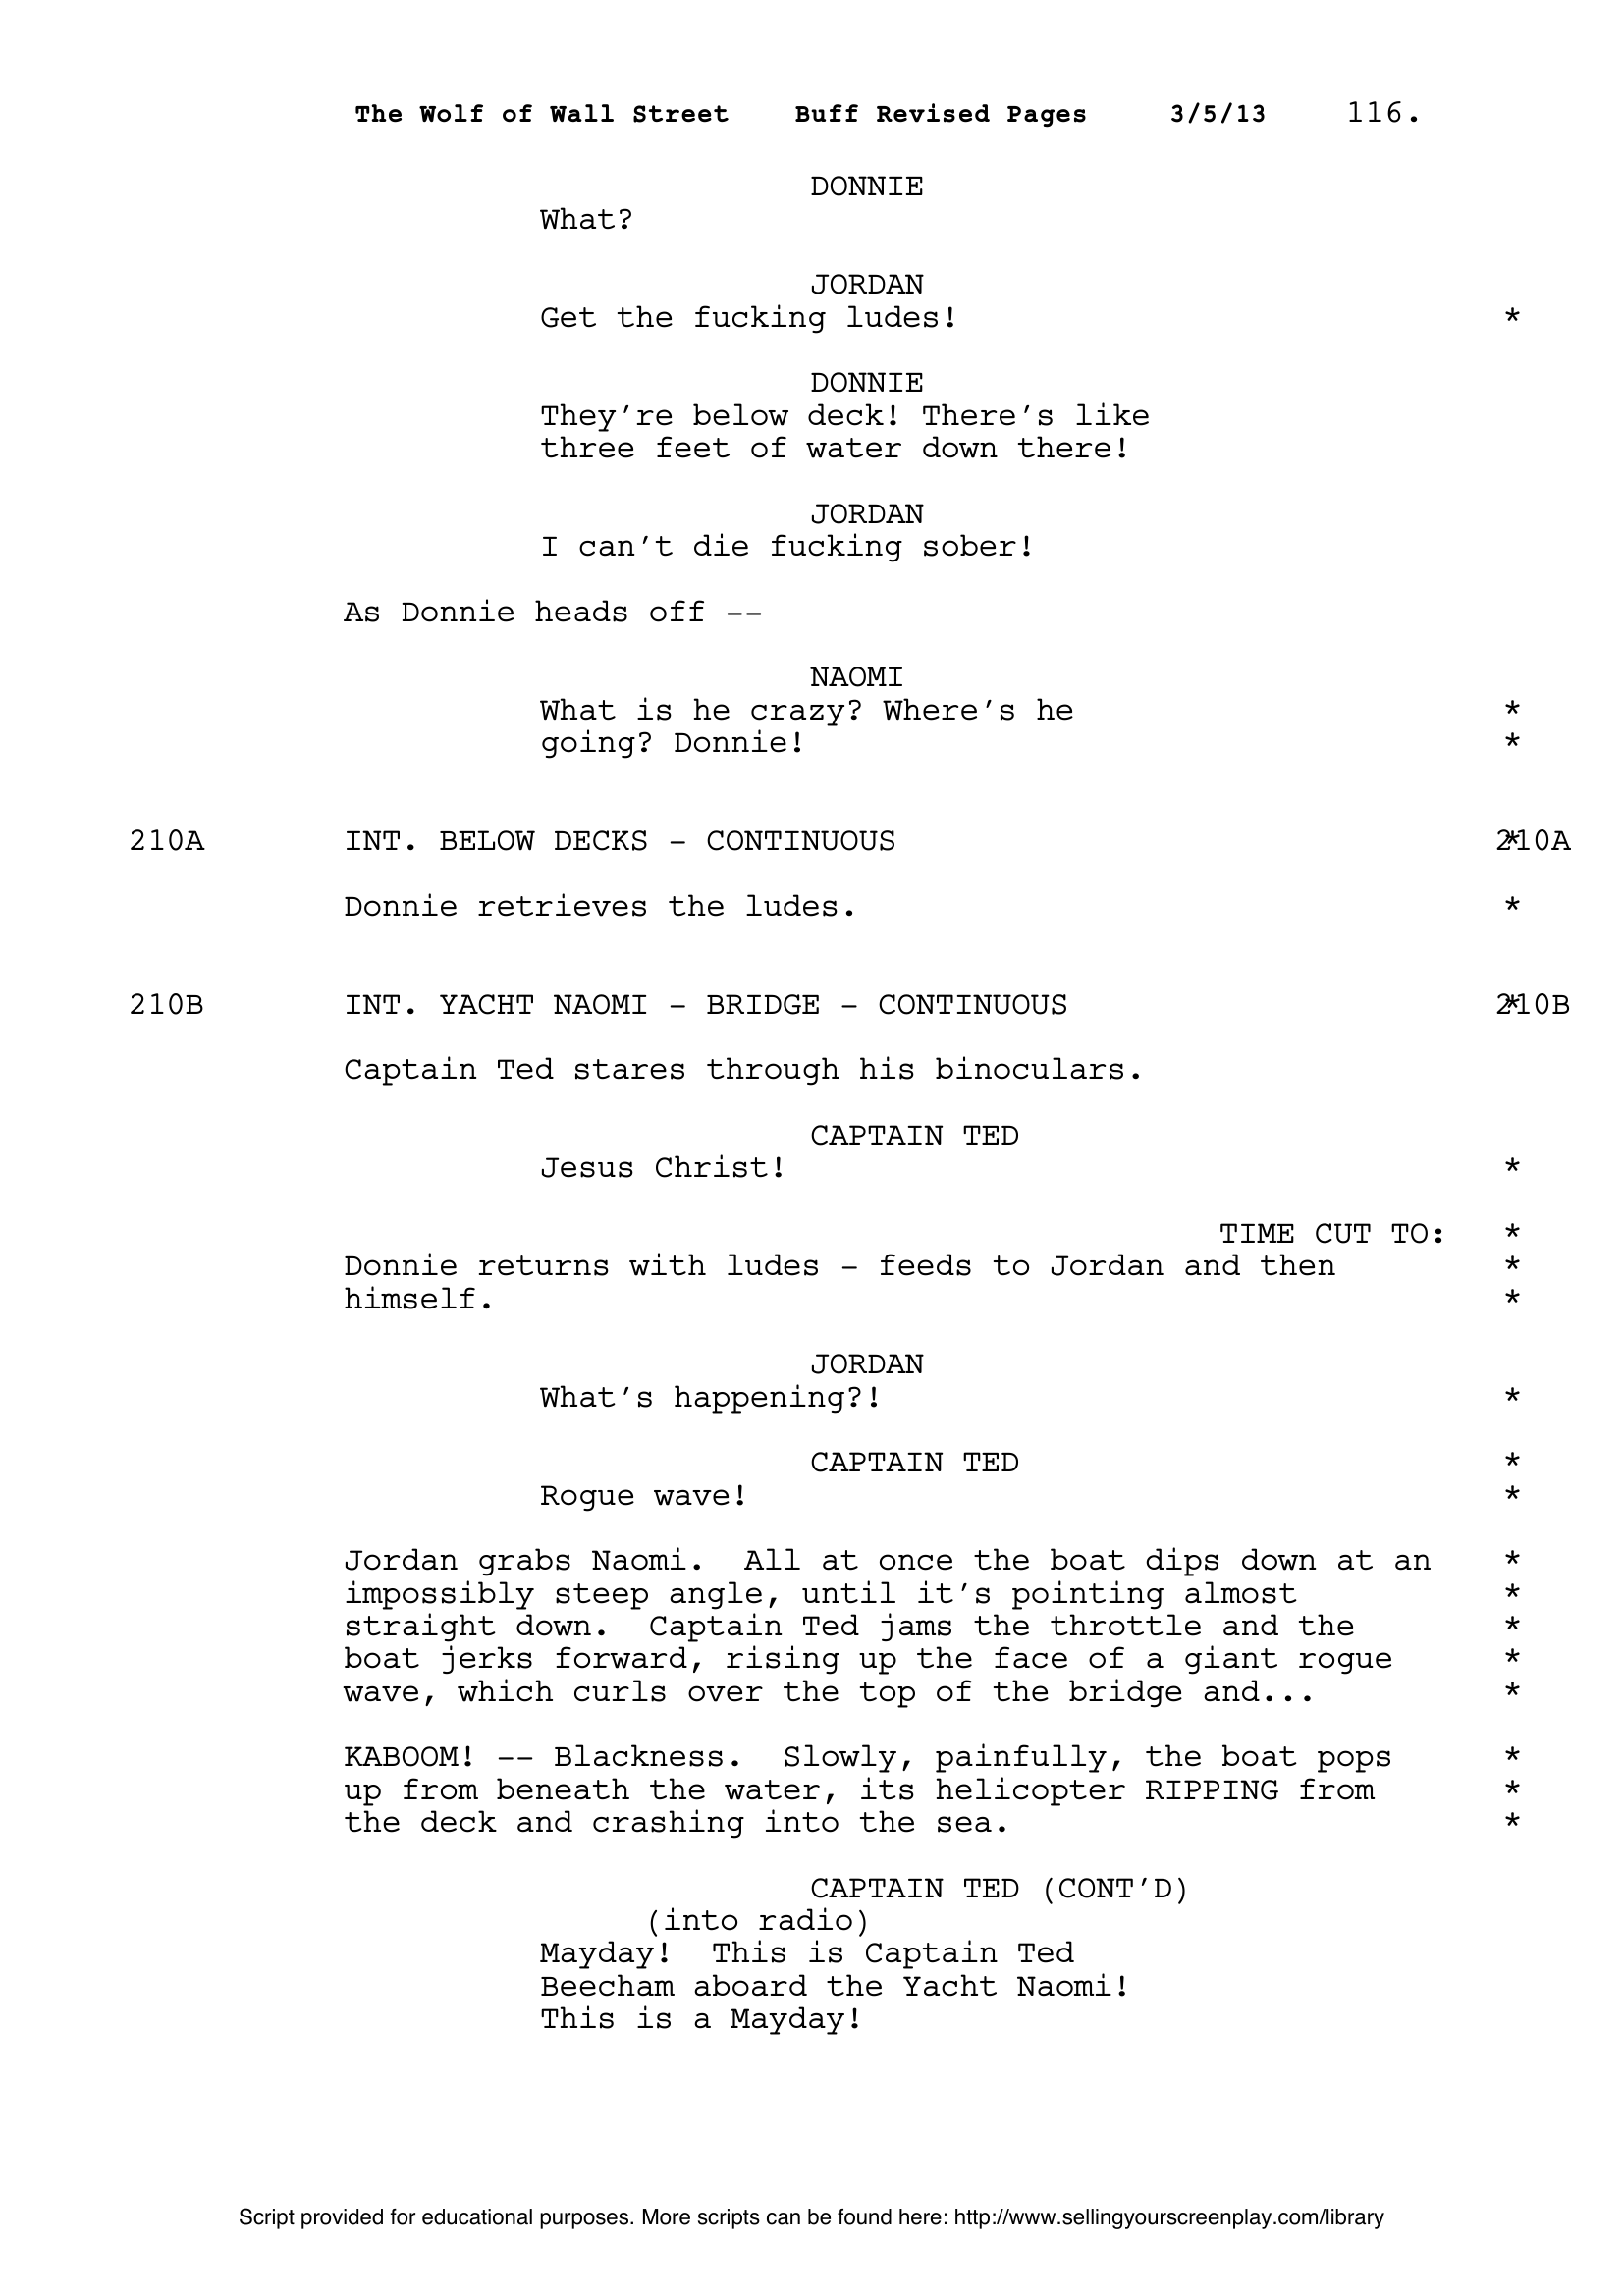 The Wolf of Wall Street    Buff Revised Pages    3/5/13    116.
DONNIE
What?
JORDAN
Get the fucking ludes! *
DONNIE
They're below deck! There's like
three feet of water down there!
JORDAN
I can't die fucking sober!
As Donnie heads off --
NAOMI
What is he crazy? Where's he *
going? Donnie! *
210A    INT. BELOW DECKS - CONTINUOUS    * 210A
Donnie retrieves the ludes. *
210B    INT. YACHT NAOMI - BRIDGE - CONTINUOUS    * 210B
Captain Ted stares through his binoculars.
CAPTAIN TED
Jesus Christ! *
TIME CUT TO: *
Donnie returns with ludes - feeds to Jordan and then *
himself. *
JORDAN
What's happening?! *
CAPTAIN TED *
Rogue wave! *
Jordan grabs Naomi.  All at once the boat dips down at an *
impossibly steep angle, until it's pointing almost *
straight down.  Captain Ted jams the throttle and the *
boat jerks forward, rising up the face of a giant rogue *
wave, which curls over the top of the bridge and... *
KABOOM! -- Blackness.  Slowly, painfully, the boat pops *
up from beneath the water, its helicopter RIPPING from *
the deck and crashing into the sea. *
CAPTAIN TED (CONT'D)
(into radio)
Mayday!  This is Captain Ted
Beecham aboard the Yacht Naomi!
This is a Mayday!
Script provided for educational purposes. More scripts can be found here: http://www.sellingyourscreenplay.com/library